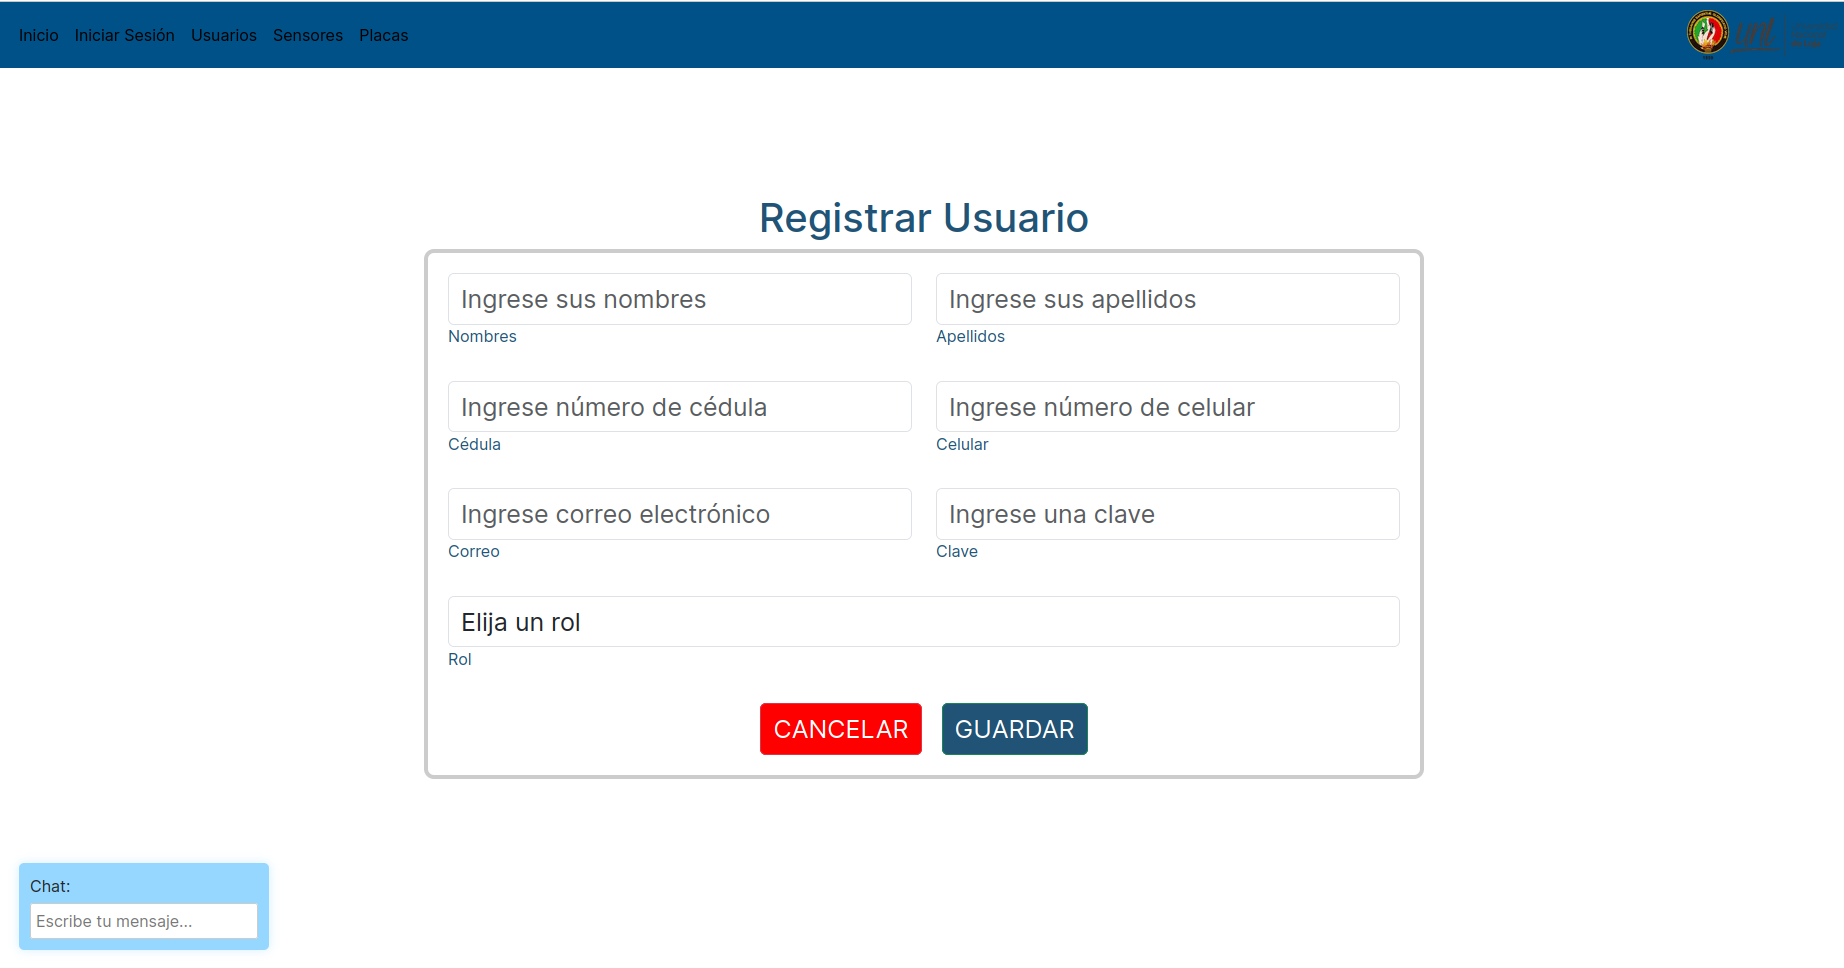 Inicio Iniciar Sesión Usuarios Sensores Placas
Registrar Usuario
Ingrese sus nombres
Nombres
Ingrese sus apellidos
Apellidos
Ingrese número de cédula
Cédula
Ingrese número de celular
Celular
Ingrese correo electrónico
Correo
Ingrese una clave
Clave
Elija un rol
Rol
CANCELAR GUARDAR
Chat:
Escribe tu mensaje...